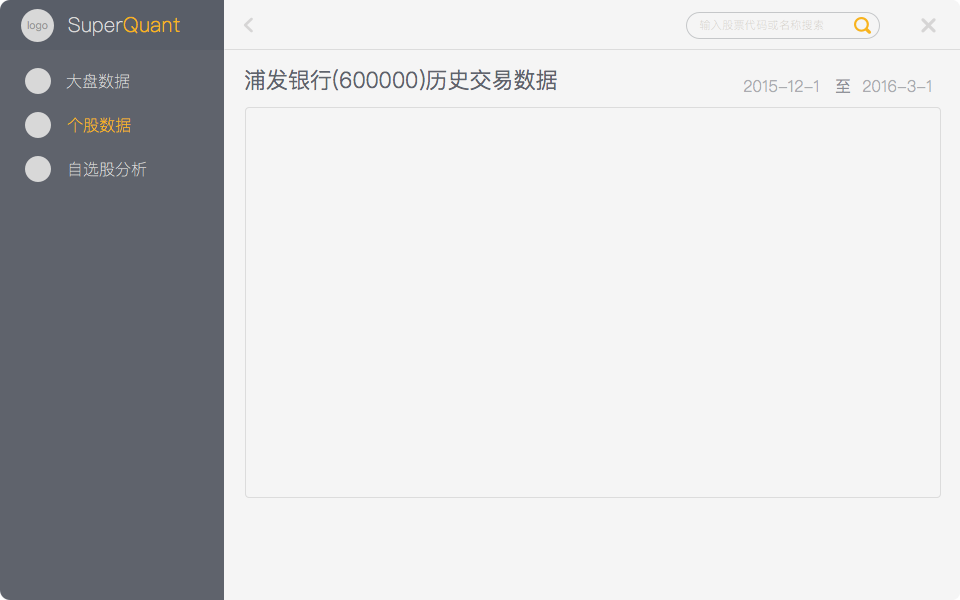 logo
SuperQuant
大盘数据
个股数据
自选股分析
输入股票代码或名称搜索
浦发银行(600000)历史交易数据
2015-12-1 至 2016-3-1